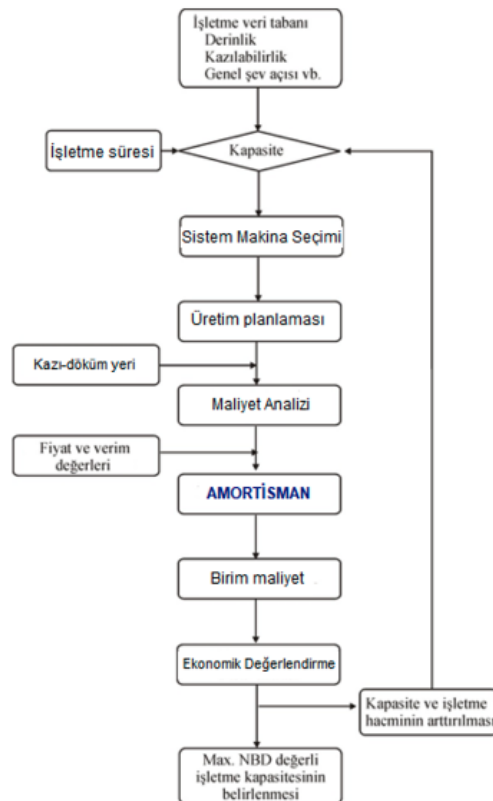 İşletme veri tabanı
Derinlik
Kazılabilirlik
Genel şev açısı vb.
İşletme süresi
Kapasite
Sistem Makina Seçimi
Üretim planlaması
Kazı-döküm yeri
Maliyet Analizi
Fiyat ve verim
değerleri
AMORTİSMAN
Birim maliyet
Ekonomik Değerlendirme
Kapasite ve işletme
hacminin arttırılması
Max. NBD değerli
işletme kapasitesinin
belirlenmesi